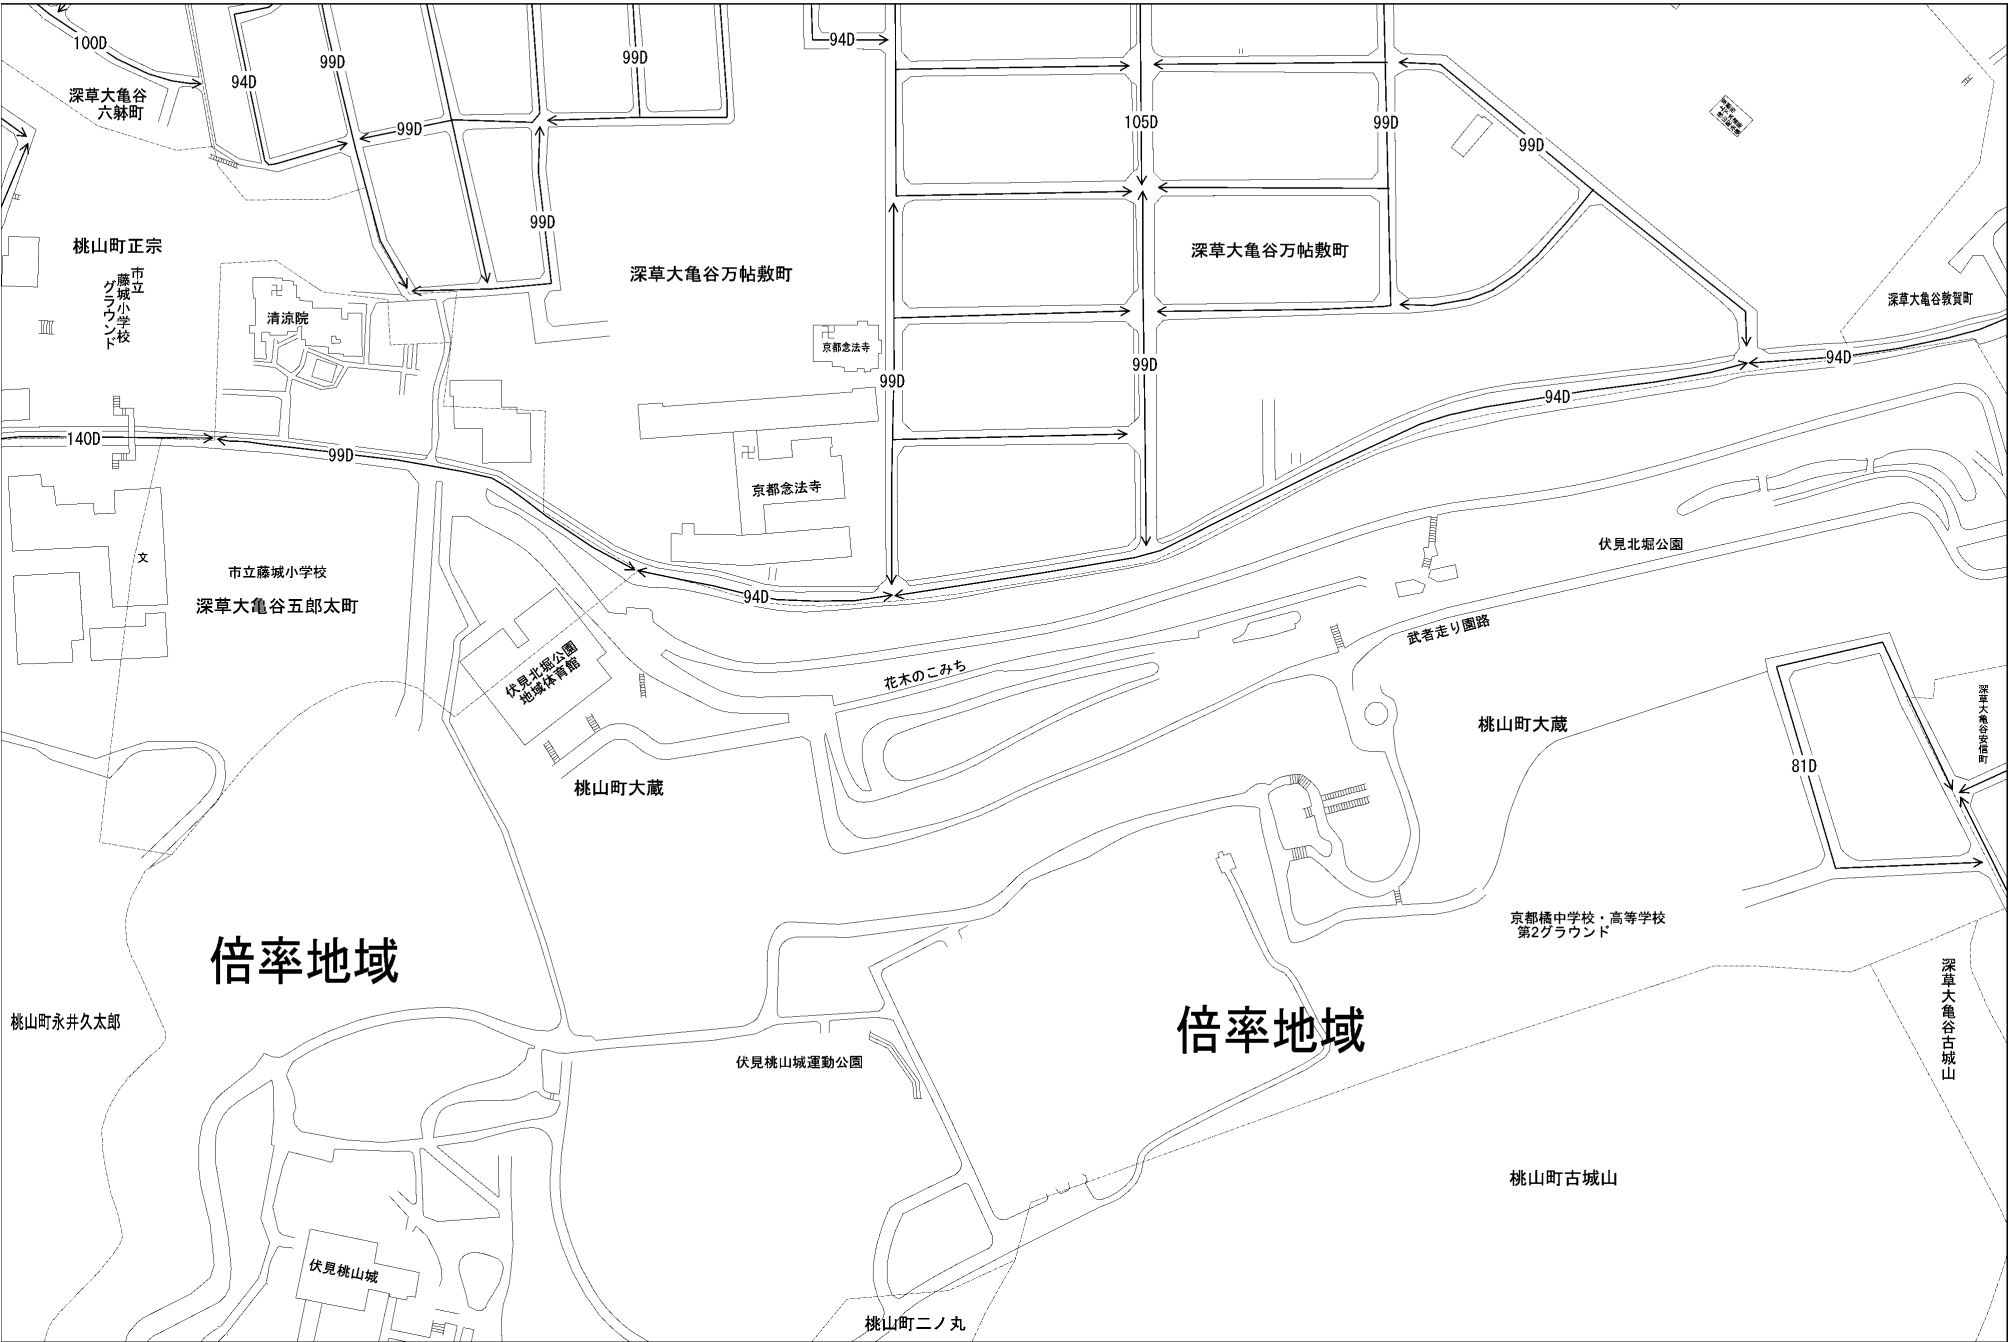 100D
94D
99D
99D
94D
深草大亀谷
六躰町
99D
105D
99D
99D
99D
桃山町正宗
市立
藤城小学校
グラウンド
深草大亀谷万帖敷町
深草大亀谷万帖敷町
深草大亀谷敦賀町
清涼院
京都念法寺
99D
99D
94D
94D
140D
99D
京都念法寺
文
市立藤城小学校
深草大亀谷五郎太町
94D
伏見北堀公園
武者走り園路
伏見北堀公園
地域体育館
花木のこみち
桃山町大蔵
深草大亀谷安信町
81D
桃山町大蔵
京都橘中学校・高等学校
第2グラウンド
倍率地域
深草大亀谷古城山
桃山町永井久太郎
倍率地域
伏見桃山城運動公園
桃山町古城山
伏見桃山城
桃山町二ノ丸